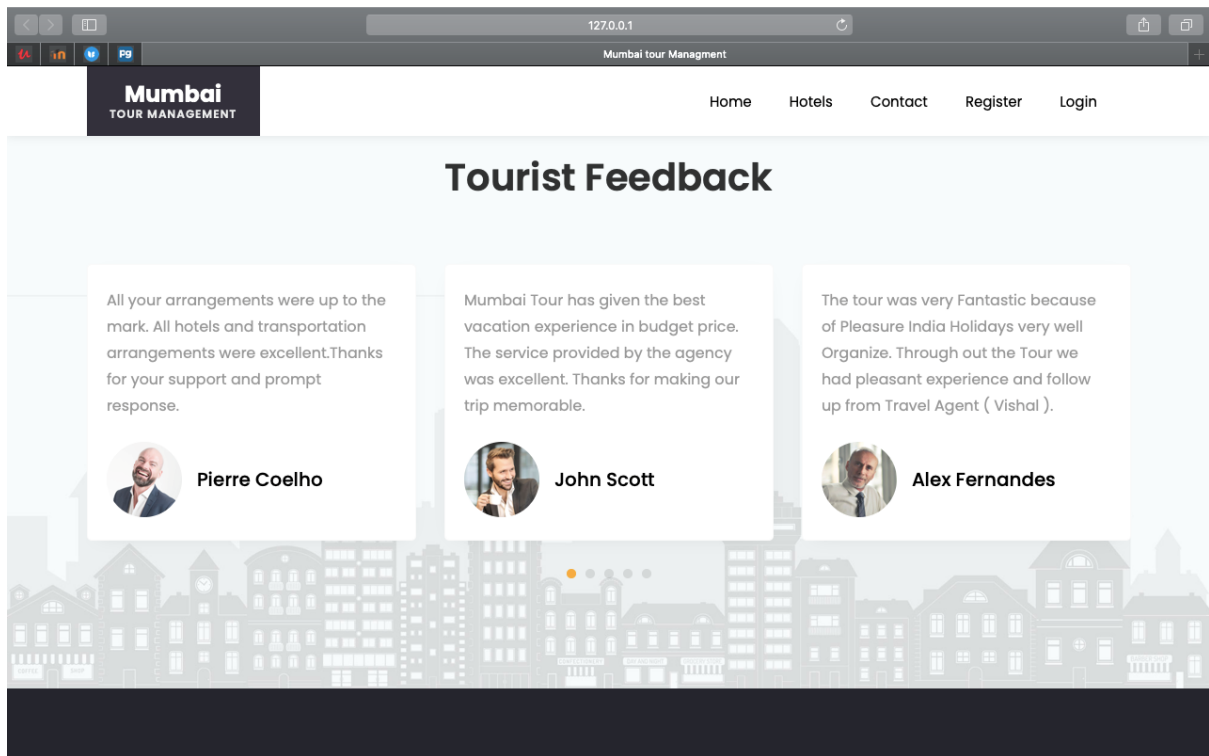 127.0.0.1
in
Pg
Mumbai tour Managment
Mumbai
TOUR MANAGEMENT
Home
Hotels
Contact
Register
Login
Tourist Feedback
All your arrangements were up to the
mark. All hotels and transportation
arrangements were excellent.Thanks
for your support and prompt
response.
Pierre Coelho
Mumbai Tour has given the best
vacation experience in budget price.
The service provided by the agency
was excellent. Thanks for making our
trip memorable.
John Scott
The tour was very Fantastic because
of Pleasure India Holidays very well
Organize. Through out the Tour we
had pleasant experience and follow
up from Travel Agent ( Vishal ).
Alex Fernandes
CONFECTIONERY
SHOP